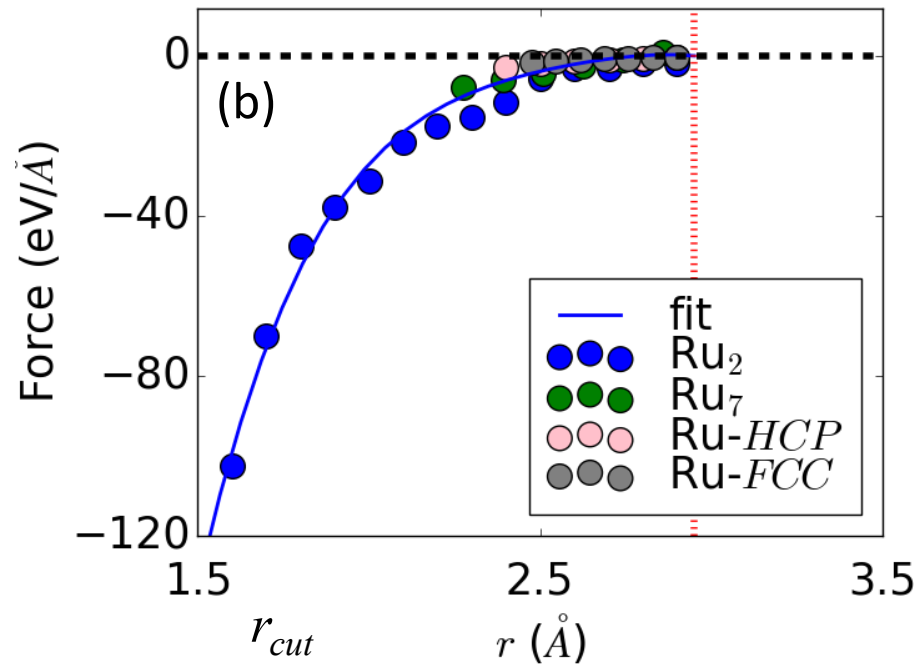 (b)
Force (eV/Å)
0
−40
−80
−120
fit
Ru₂
Ru₇
Ru-HCP
Ru-FCC
1.5 2.5 3.5
r_cut r (Å)